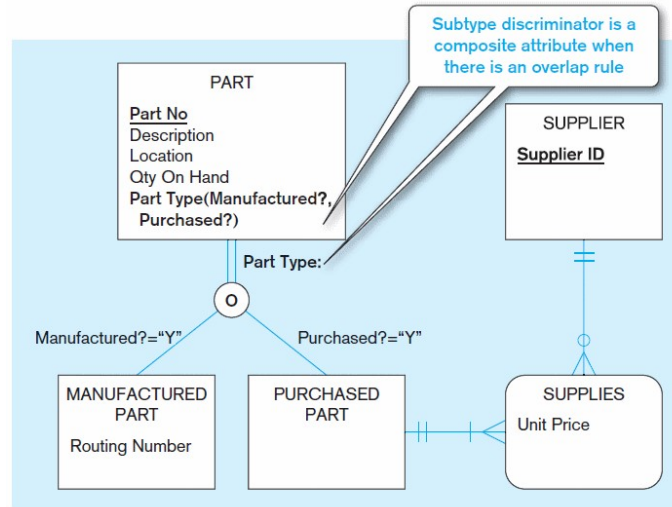 Subtype discriminator is a
composite attribute when
there is an overlap rule
PART
Part No
Description
Location
Qty On Hand
Part Type(Manufactured?,
Purchased?)
SUPPLIER
Supplier ID
Part Type:
O
Manufactured?=“Y”
Purchased?=“Y”
MANUFACTURED
PART
Routing Number
PURCHASED
PART
SUPPLIES
Unit Price